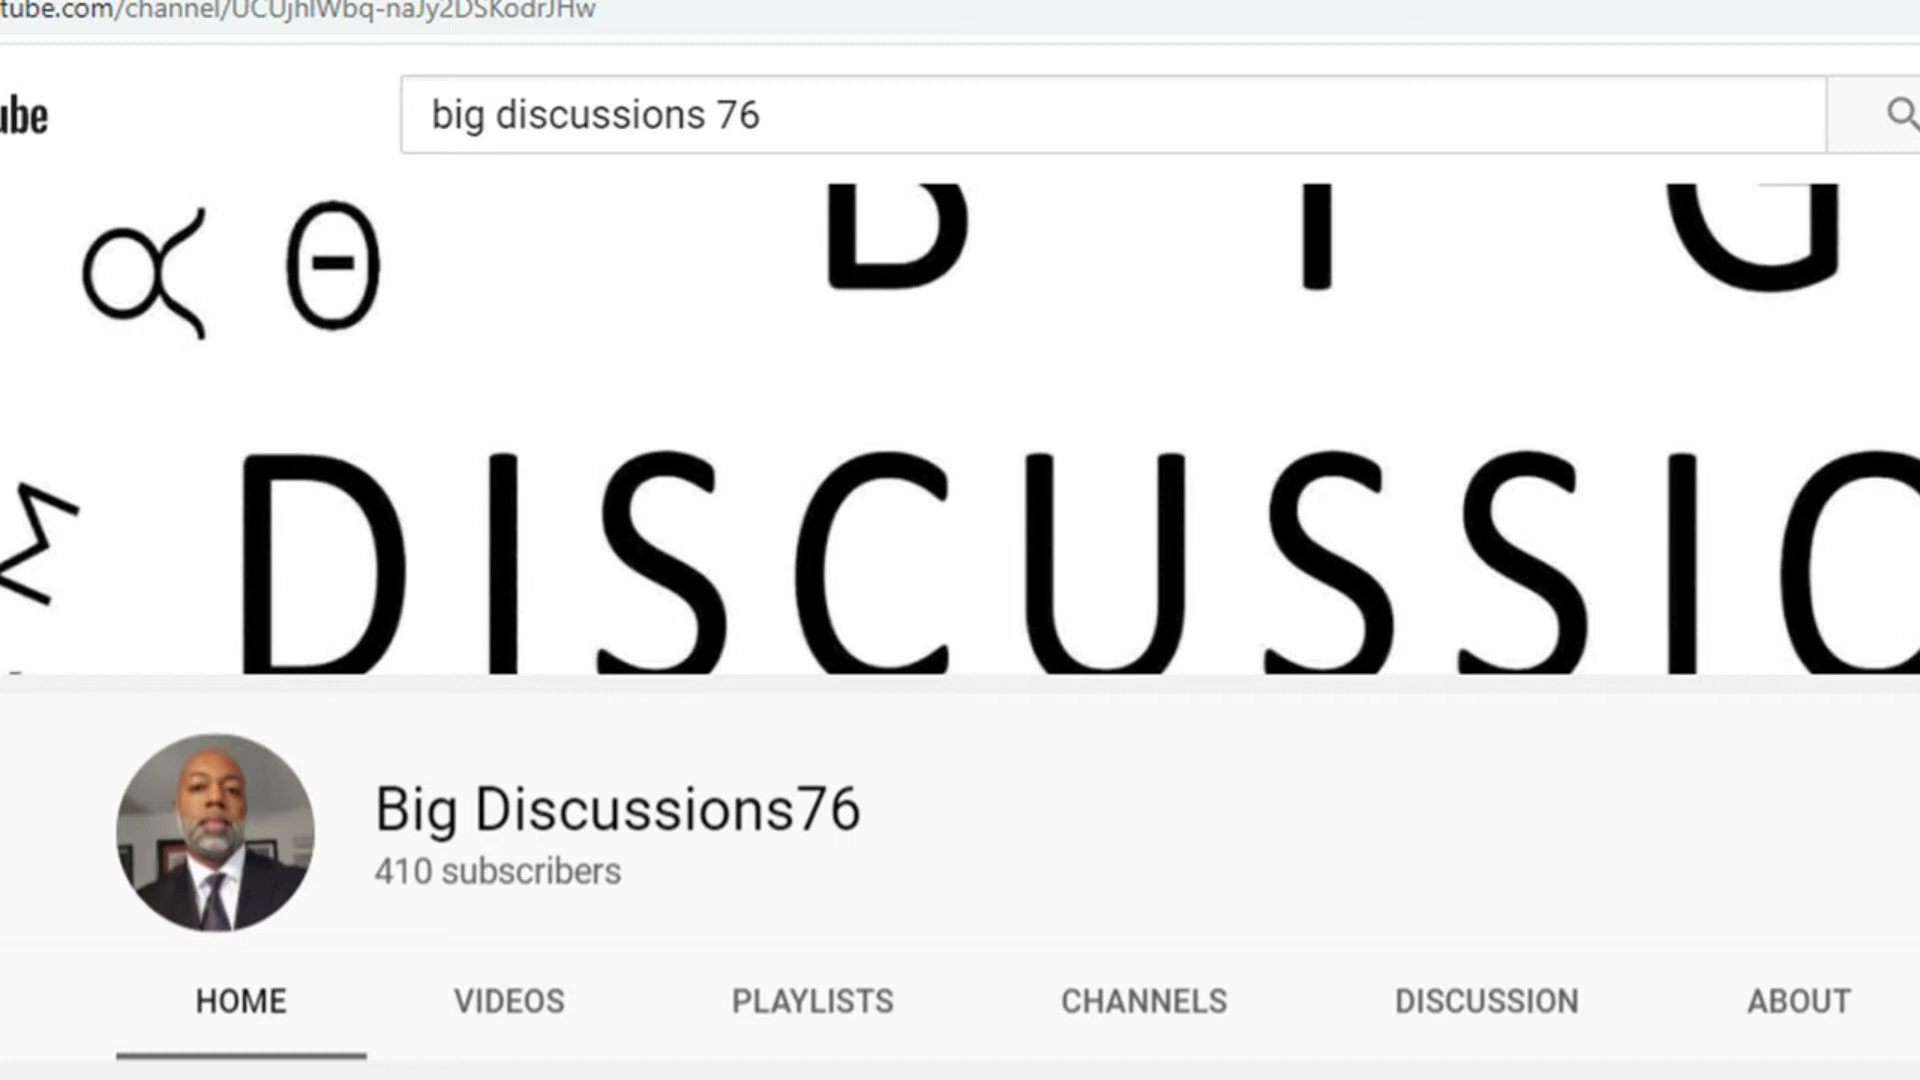 tube.com/channel/UCUjhlWbq-naJy2DSKodrJHw
ube
big discussions 76
∝ Θ B I G
Σ DISCUSSIO
Big Discussions76
410 subscribers
HOME VIDEOS PLAYLISTS CHANNELS DISCUSSION ABOUT